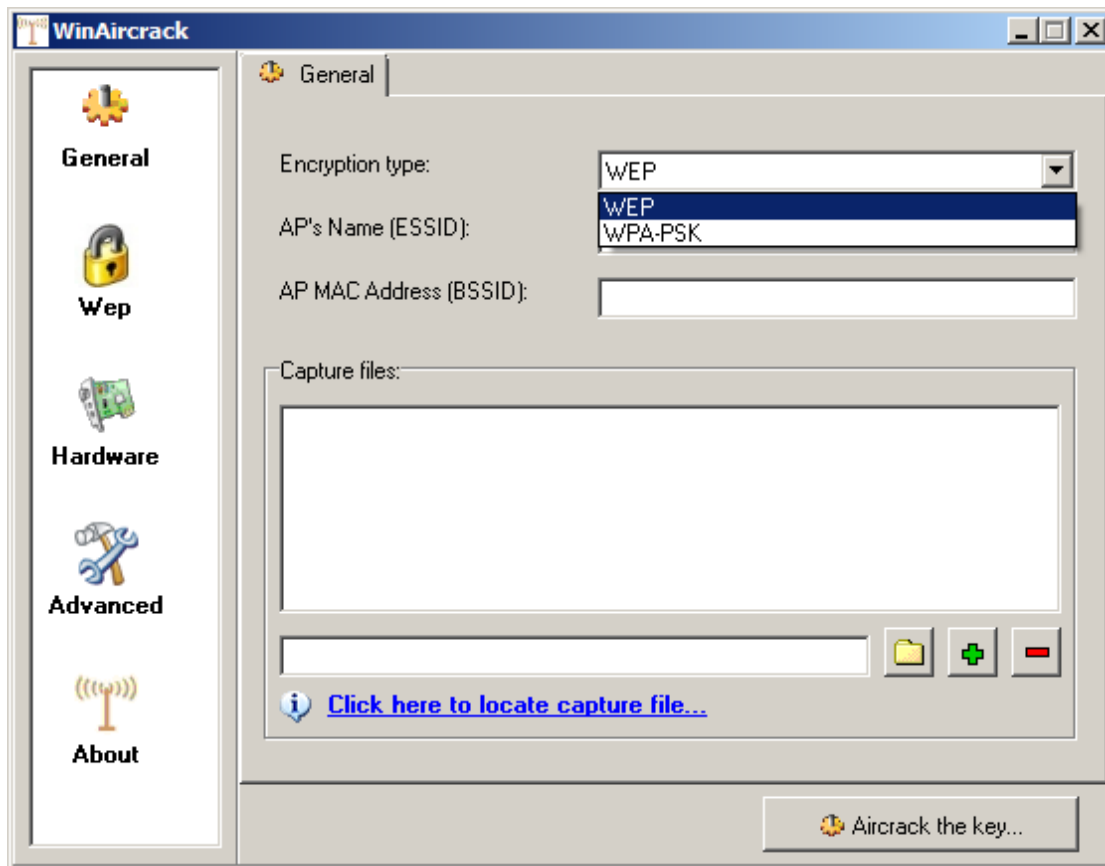 WinAircrack
General
Wep
Hardware
Advanced
About
General
Encryption type:
WEP
WEP
WPA-PSK
AP's Name (ESSID):
AP MAC Address (BSSID):
Capture files:
Click here to locate capture file...
Aircrack the key...